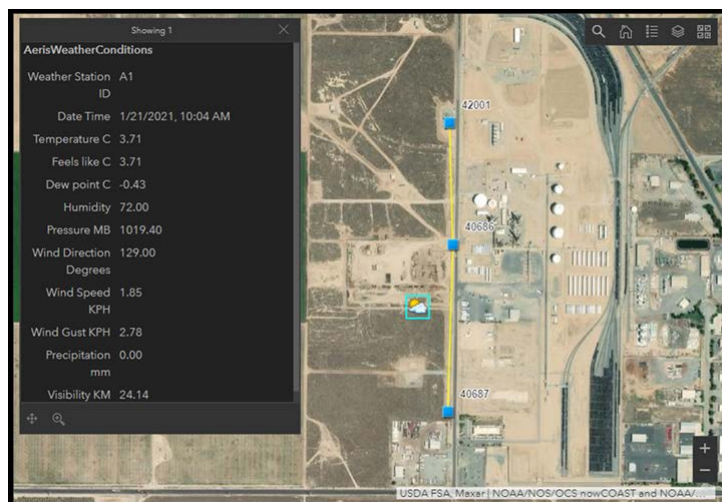 Showing 1
AerisWeatherConditions
Weather Station A1
ID
Date Time 1/21/2021, 10:04 AM
Temperature C 3.71
Feels like C 3.71
Dew point C -0.43
Humidity 72.00
Pressure MB 1019.40
Wind Direction 129.00
Degrees
Wind Speed 1.85
KPH
Wind Gust KPH 2.78
Precipitation 0.00
mm
Visibility KM 24.14
42001
40686
40687
USDA FSA, Maxar | NOAA/NOS/OCS nowCOAST and NOAA/...